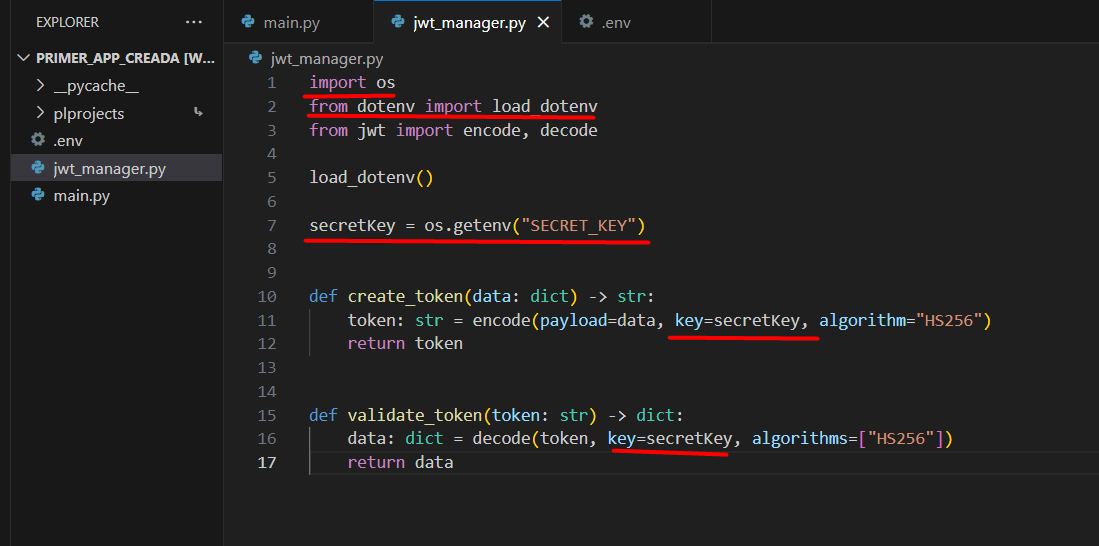 EXPLORER ...
PRIMER_APP_CREADA [W...
__pycache__
plprojects
.env
jwt_manager.py
main.py
main.py jwt_manager.py .env
jwt_manager.py
1 import os
2 from dotenv import load_dotenv
3 from jwt import encode, decode
4
5 load_dotenv()
6
7 secretKey = os.getenv("SECRET_KEY")
8
9
10 def create_token(data: dict) -> str:
11     token: str = encode(payload=data, key=secretKey, algorithm="HS256")
12     return token
13
14
15 def validate_token(token: str) -> dict:
16     data: dict = decode(token, key=secretKey, algorithms=["HS256"])
17     return data